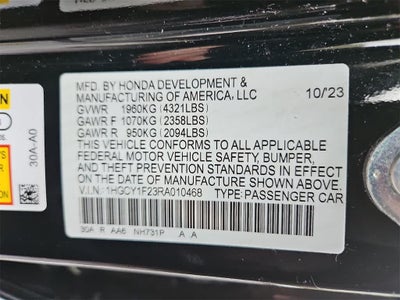 MFD. BY HONDA DEVELOPMENT &
MANUFACTURING OF AMERICA, LLC 10/23
GVWR 1960KG (4321LBS)
GAWR F 1070KG (2358LBS)
GAWR R 950KG (2094LBS)
THIS VEHICLE CONFORMS TO ALL APPLICABLE
FEDERAL MOTOR VEHICLE SAFETY, BUMPER,
AND THEFT PREVENTION STANDARDS IN EFFECT
ON THE DATE OF MANUFACTURE SHOWN ABOVE.
V.I.N. : 1HGCY1F23RA010468 TYPE:PASSENGER CAR
30A R AA6 NH731P A A
30A-A0